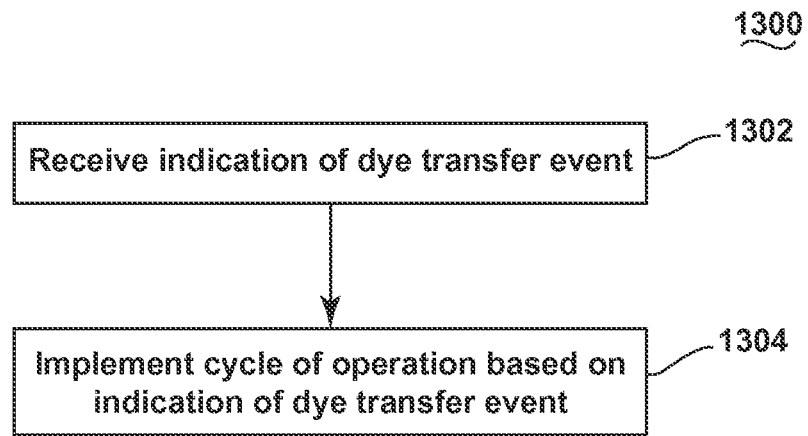 1300
Receive indication of dye transfer event
1302
Implement cycle of operation based on
indication of dye transfer event
1304